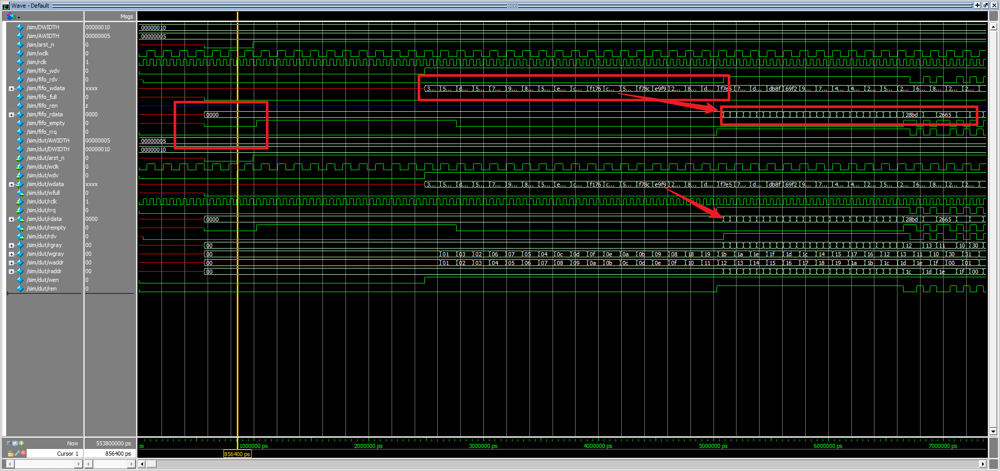 Wave - Default
Msgs
/sim/DWIDTH 00000010 00000010
/sim/AWIDTH 00000005 00000005
/sim/arst_n 0
/sim/wclk 0
/sim/rclk 1
/sim/fifo_wdv 0
/sim/fifo_rdv 0
/sim/fifo_wdata xxxx 3... 5... d... 5... 7... 9... 8... 5... e... c... f176 c... 5... f78c e9f9 2... 8... d... f7e5 7... d... db8f 69f2 9... 7... 4... 4... 2... 5... 2... 6... 8... 2... 2...
/sim/fifo_full 0
/sim/fifo_ren z
/sim/fifo_rdata 0000 0000 28bd 2665
/sim/fifo_empty 0
/sim/fifo_rrq 0
/sim/dut/AWIDTH 00000005 00000005
/sim/dut/DWIDTH 00000010 00000010
/sim/dut/arst_n 0
/sim/dut/wclk 0
/sim/dut/wdv 0
/sim/dut/wdata xxxx 3... 5... d... 5... 7... 9... 8... 5... e... c... f176 c... 5... f78c e9f9 2... 8... d... f7e5 7... d... db8f 69f2 9... 7... 4... 4... 2... 5... 2... 6... 8... 2... 2...
/sim/dut/wfull 0
/sim/dut/rclk 1
/sim/dut/rrq 0
/sim/dut/rdata 0000 0000 28bd 2665
/sim/dut/rempty 0
/sim/dut/rdv 0
/sim/dut/rgray 00 00 12 13 11 10 30
/sim/dut/wgray 00 00 01 03 02 06 07 05 04 0c 0d 0f 0e 0a 0b 09 08 18 19 1b 1a 1e 1f 1d 1c 14 15 17 16 12 13 11 10 30 31
/sim/dut/waddr 00 00 01 02 03 04 05 06 07 08 09 0a 0b 0c 0d 0e 0f 10 11 12 13 14 15 16 17 18 19 1a 1b 1c 1d 1e 1f 00 01
/sim/dut/raddr 00 00 1c 1d 1e 1f 00
/sim/dut/wen 0
/sim/dut/ren 0
Now 553800000 ps ps 1000000 ps 2000000 ps 3000000 ps 4000000 ps 5000000 ps 6000000 ps 7000000 ps
Cursor 1 856400 ps 856400 ps